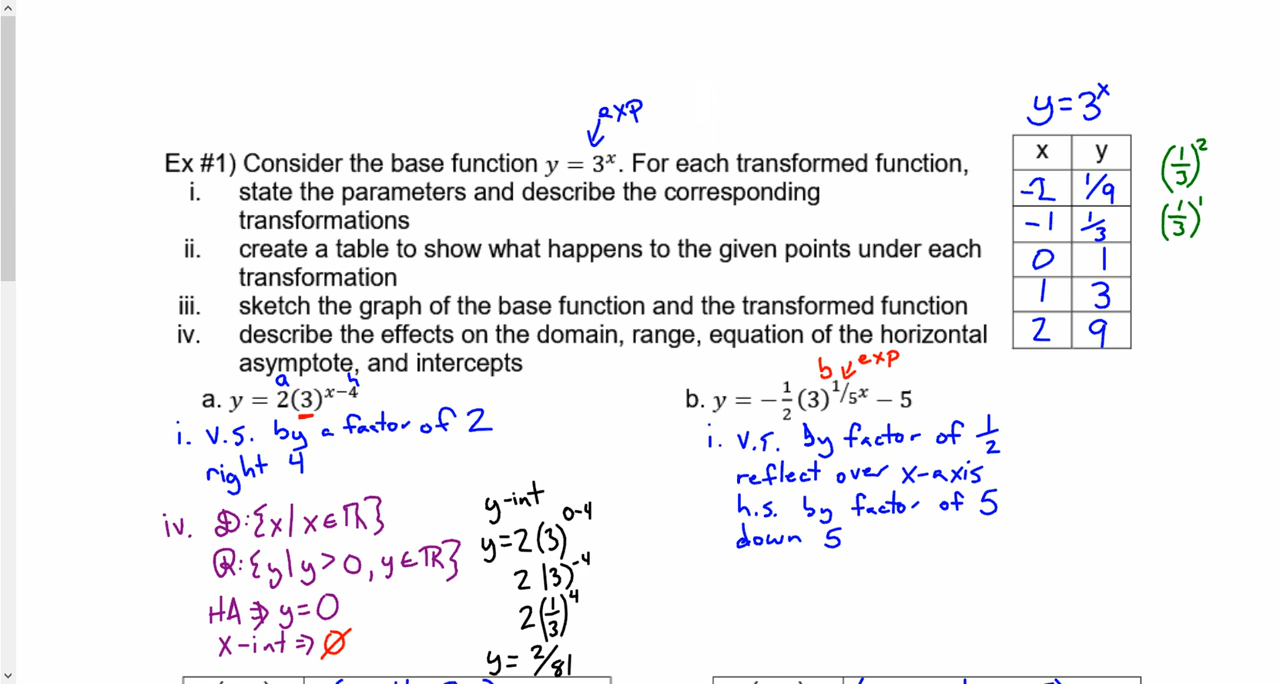 exp
y = 3^x
Ex #1) Consider the base function y = 3^x. For each transformed function,
i. state the parameters and describe the corresponding
transformations
ii. create a table to show what happens to the given points under each
transformation
iii. sketch the graph of the base function and the transformed function
iv. describe the effects on the domain, range, equation of the horizontal
asymptote, and intercepts
x y
-2 1/9
-1 1/3
0 1
1 3
2 9
(1/3)^2
(1/3)^1
a h
a. y = 2(3)^(x-4)
i. v.s. by a factor of 2
right 4
iv. D: {x | x ∈ ℝ}
R: {y | y > 0, y ∈ ℝ}
HA ⇒ y = 0
x-int ⇒ ∅
y-int
y = 2(3)^(0-4)
2(3)^-4
2(1/3)^4
y = 2/81
b exp
b. y = -1/2 (3)^(1/5 x) - 5
i. v.s. by factor of 1/2
reflect over x-axis
h.s. by factor of 5
down 5